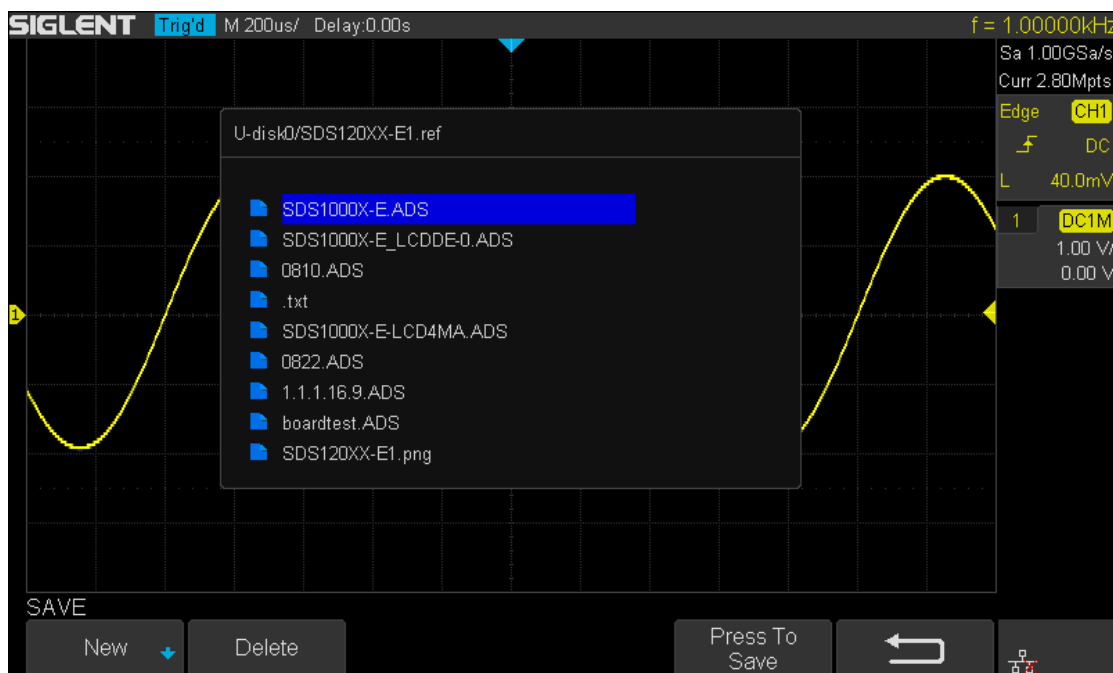 SIGLENT Trig'd M 200us/ Delay:0.00s f = 1.00000kHz
Sa 1.00GSa/s
Curr 2.80Mpts
Edge CH1
DC
L 40.0mV
1 DC1M
1.00 V/
0.00 V
U-disk0/SDS120XX-E1.ref
SDS1000X-E.ADS
SDS1000X-E_LCDDE-0.ADS
0810.ADS
.txt
SDS1000X-E-LCD4MA.ADS
0822.ADS
1.1.1.16.9.ADS
boardtest.ADS
SDS120XX-E1.png
1
SAVE
New Delete Press To
Save